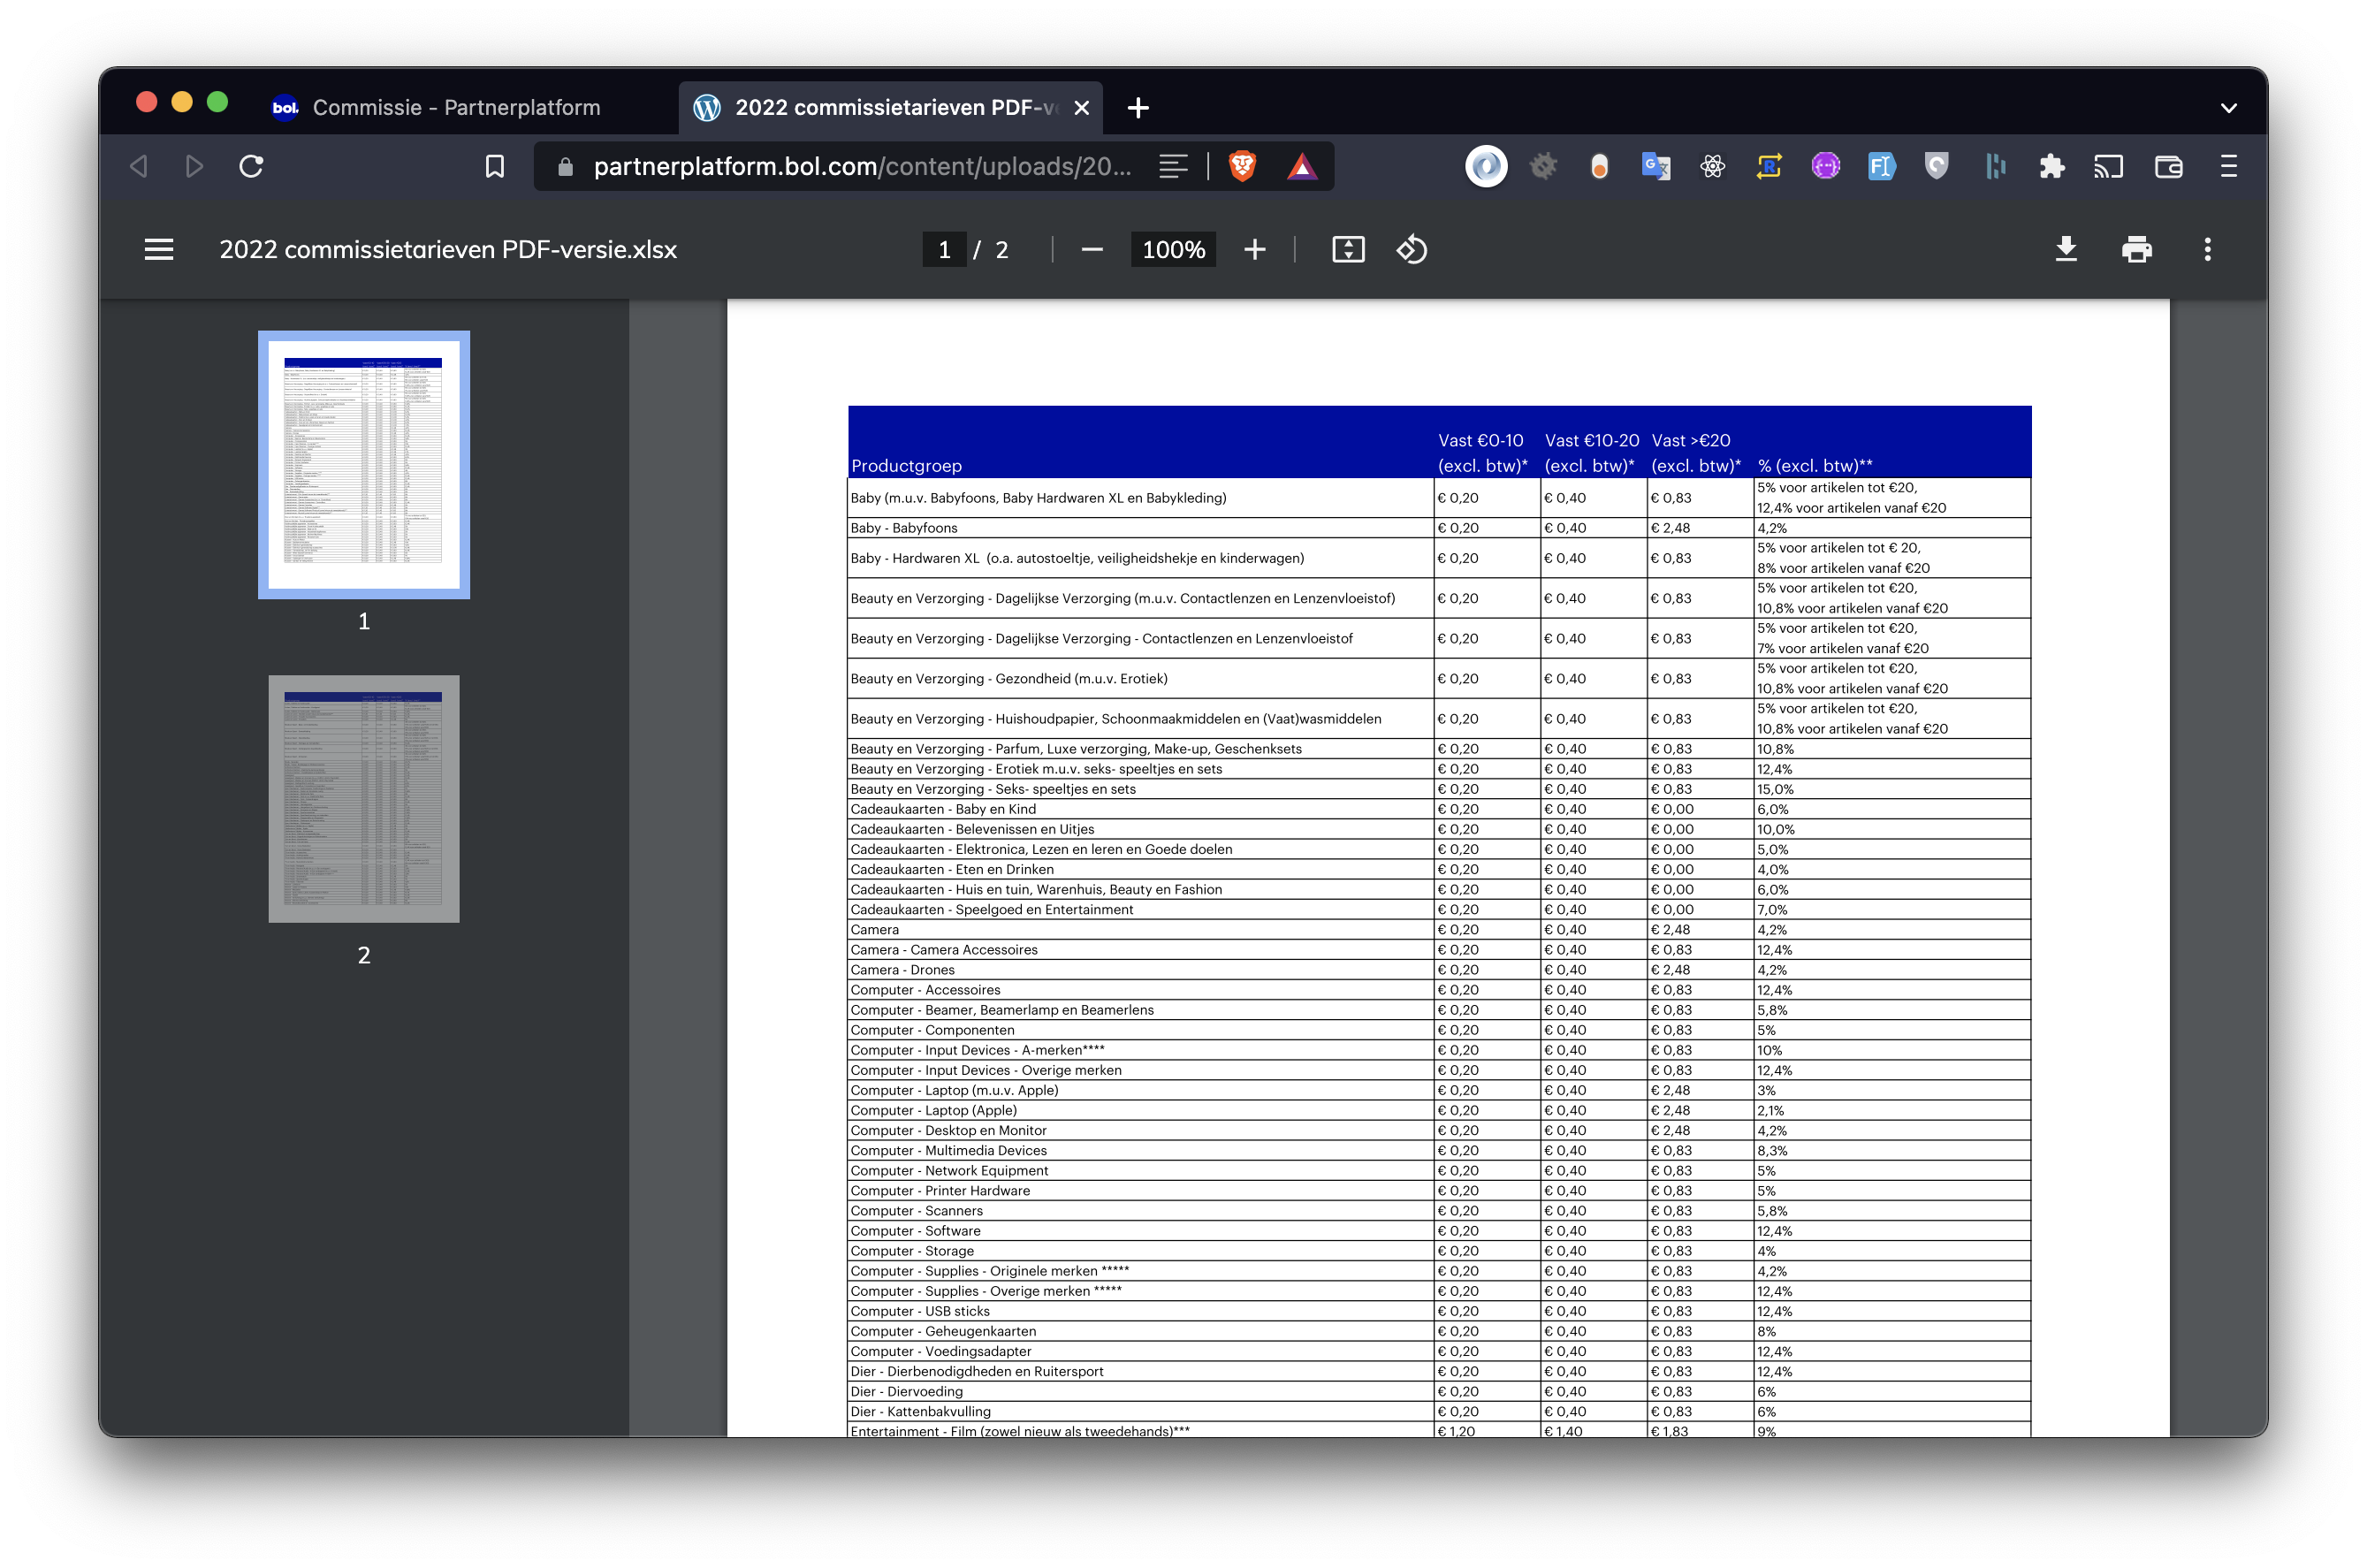 bol. Commissie - Partnerplatform
2022 commissietarieven PDF-ve
partnerplatform.bol.com/content/uploads/20...
2022 commissietarieven PDF-versie.xlsx
1 / 2
100%
1
2
Productgroep Vast €0-10 (excl. btw)* Vast €10-20 (excl. btw)* Vast >€20 (excl. btw)* % (excl. btw)**
Baby (m.u.v. Babyfoons, Baby Hardwaren XL en Babykleding) € 0,20 € 0,40 € 0,83 5% voor artikelen tot €20,
12,4% voor artikelen vanaf €20
Baby - Babyfoons € 0,20 € 0,40 € 2,48 4,2%
Baby - Hardwaren XL (o.a. autostoeltje, veiligheidshekje en kinderwagen) € 0,20 € 0,40 € 0,83 5% voor artikelen tot € 20,
8% voor artikelen vanaf €20
Beauty en Verzorging - Dagelijkse Verzorging (m.u.v. Contactlenzen en Lenzenvloeistof) € 0,20 € 0,40 € 0,83 5% voor artikelen tot €20,
10,8% voor artikelen vanaf €20
Beauty en Verzorging - Dagelijkse Verzorging - Contactlenzen en Lenzenvloeistof € 0,20 € 0,40 € 0,83 5% voor artikelen tot €20,
7% voor artikelen vanaf €20
Beauty en Verzorging - Gezondheid (m.u.v. Erotiek) € 0,20 € 0,40 € 0,83 5% voor artikelen tot €20,
10,8% voor artikelen vanaf €20
Beauty en Verzorging - Huishoudpapier, Schoonmaakmiddelen en (Vaat)wasmiddelen € 0,20 € 0,40 € 0,83 5% voor artikelen tot €20,
10,8% voor artikelen vanaf €20
Beauty en Verzorging - Parfum, Luxe verzorging, Make-up, Geschenksets € 0,20 € 0,40 € 0,83 10,8%
Beauty en Verzorging - Erotiek m.u.v. seks- speeltjes en sets € 0,20 € 0,40 € 0,83 12,4%
Beauty en Verzorging - Seks- speeltjes en sets € 0,20 € 0,40 € 0,83 15,0%
Cadeaukaarten - Baby en Kind € 0,20 € 0,40 € 0,00 6,0%
Cadeaukaarten - Belevenissen en Uitjes € 0,20 € 0,40 € 0,00 10,0%
Cadeaukaarten - Elektronica, Lezen en leren en Goede doelen € 0,20 € 0,40 € 0,00 5,0%
Cadeaukaarten - Eten en Drinken € 0,20 € 0,40 € 0,00 4,0%
Cadeaukaarten - Huis en tuin, Warenhuis, Beauty en Fashion € 0,20 € 0,40 € 0,00 6,0%
Cadeaukaarten - Speelgoed en Entertainment € 0,20 € 0,40 € 0,00 7,0%
Camera € 0,20 € 0,40 € 2,48 4,2%
Camera - Camera Accessoires € 0,20 € 0,40 € 0,83 12,4%
Camera - Drones € 0,20 € 0,40 € 2,48 4,2%
Computer - Accessoires € 0,20 € 0,40 € 0,83 12,4%
Computer - Beamer, Beamerlamp en Beamerlens € 0,20 € 0,40 € 0,83 5,8%
Computer - Componenten € 0,20 € 0,40 € 0,83 5%
Computer - Input Devices - A-merken**** € 0,20 € 0,40 € 0,83 10%
Computer - Input Devices - Overige merken € 0,20 € 0,40 € 0,83 12,4%
Computer - Laptop (m.u.v. Apple) € 0,20 € 0,40 € 2,48 3%
Computer - Laptop (Apple) € 0,20 € 0,40 € 2,48 2,1%
Computer - Desktop en Monitor € 0,20 € 0,40 € 2,48 4,2%
Computer - Multimedia Devices € 0,20 € 0,40 € 0,83 8,3%
Computer - Network Equipment € 0,20 € 0,40 € 0,83 5%
Computer - Printer Hardware € 0,20 € 0,40 € 0,83 5%
Computer - Scanners € 0,20 € 0,40 € 0,83 5,8%
Computer - Software € 0,20 € 0,40 € 0,83 12,4%
Computer - Storage € 0,20 € 0,40 € 0,83 4%
Computer - Supplies - Originele merken ***** € 0,20 € 0,40 € 0,83 4,2%
Computer - Supplies - Overige merken ***** € 0,20 € 0,40 € 0,83 12,4%
Computer - USB sticks € 0,20 € 0,40 € 0,83 12,4%
Computer - Geheugenkaarten € 0,20 € 0,40 € 0,83 8%
Computer - Voedingsadapter € 0,20 € 0,40 € 0,83 12,4%
Dier - Dierbenodigdheden en Ruitersport € 0,20 € 0,40 € 0,83 12,4%
Dier - Diervoeding € 0,20 € 0,40 € 0,83 6%
Dier - Kattenbakvulling € 0,20 € 0,40 € 0,83 6%
Entertainment - Film (zowel nieuw als tweedehands)*** € 1,20 € 1,40 € 1,83 9%